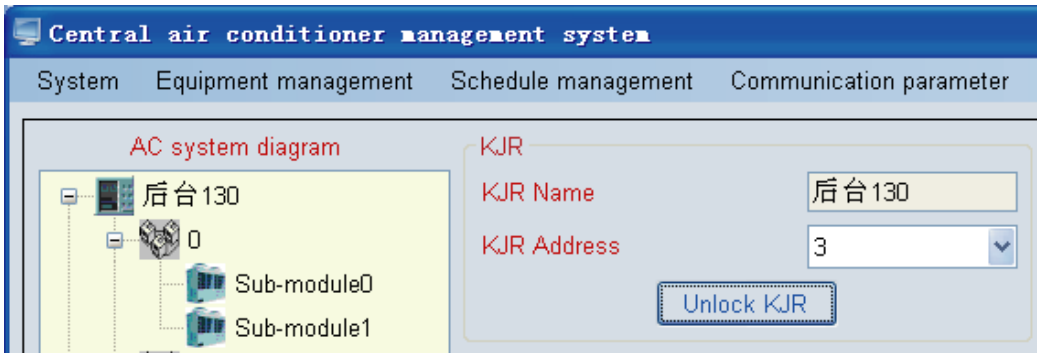 Central air conditioner management system
System Equipment management Schedule management Communication parameter
AC system diagram
后台130
0
Sub-module0
Sub-module1
KJR
KJR Name 后台130
KJR Address 3
Unlock KJR